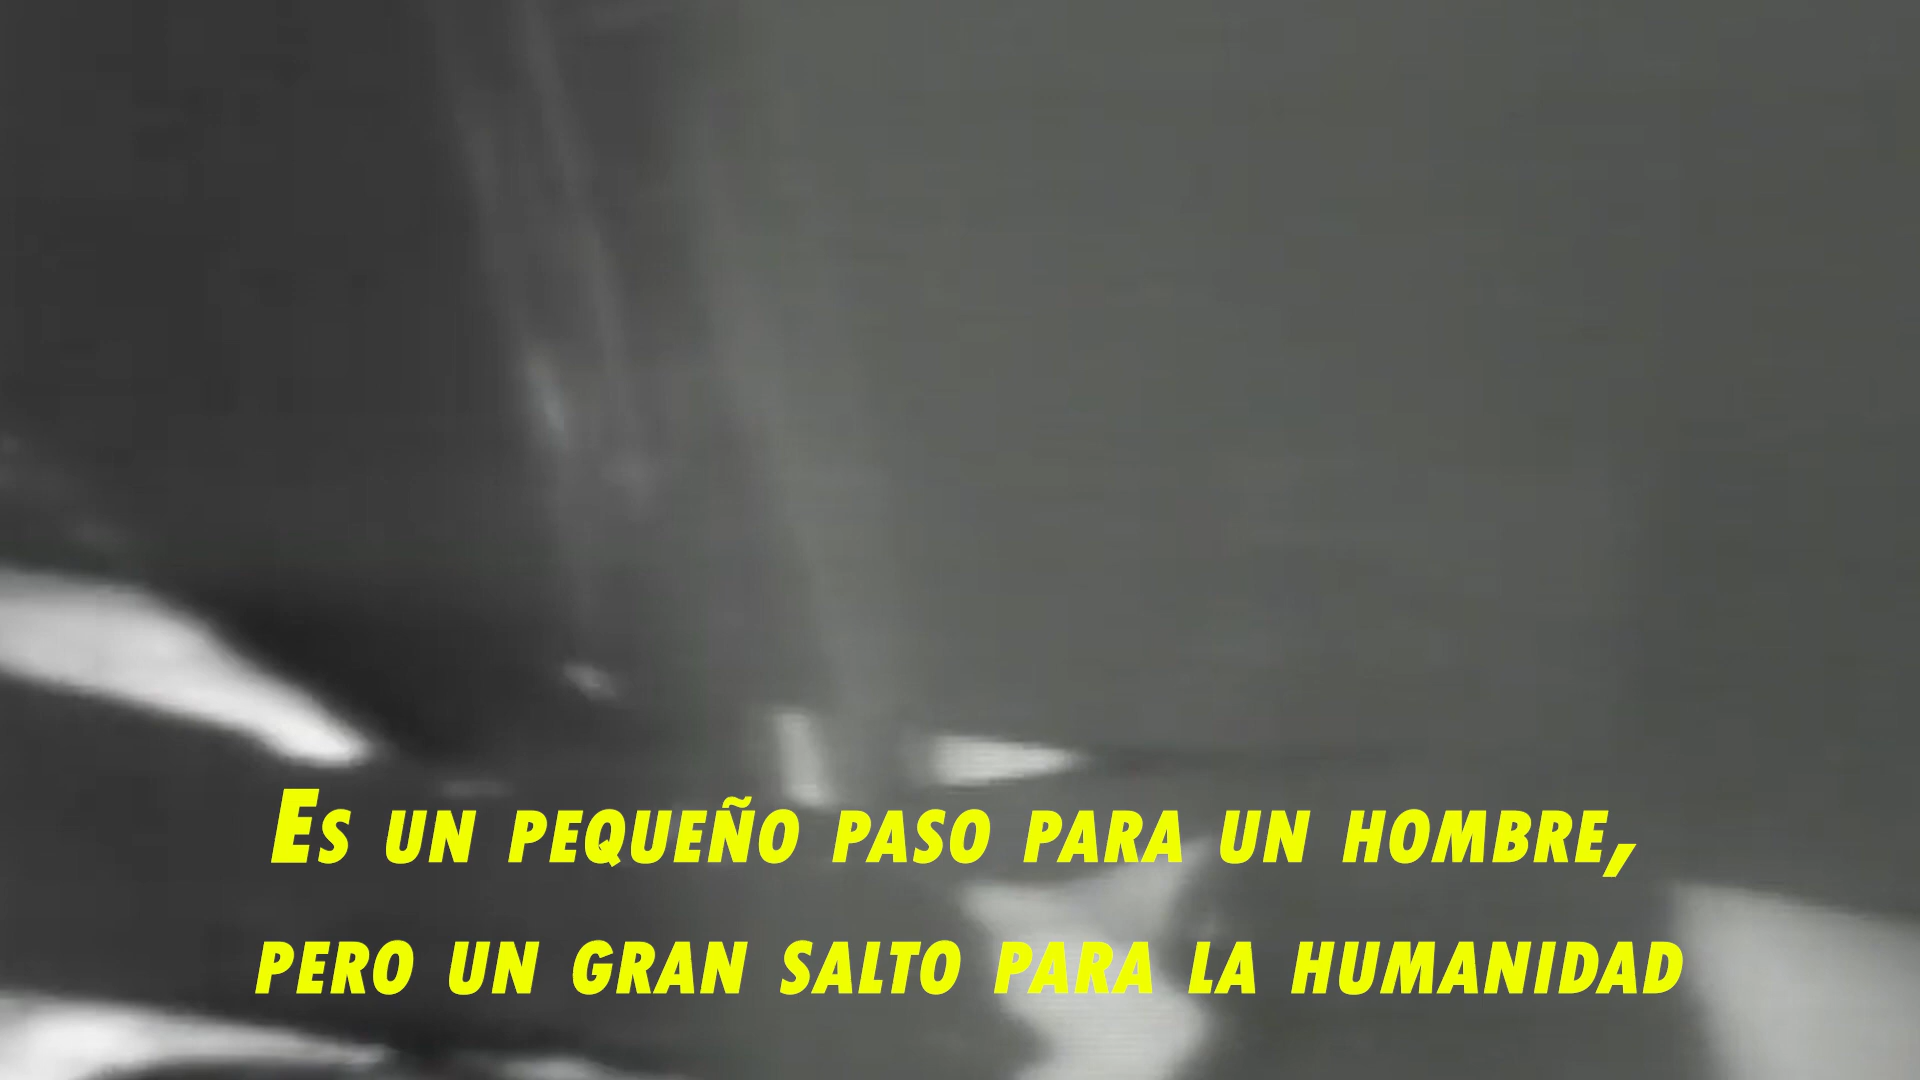 Es un pequeño paso para un hombre,
pero un gran salto para la humanidad